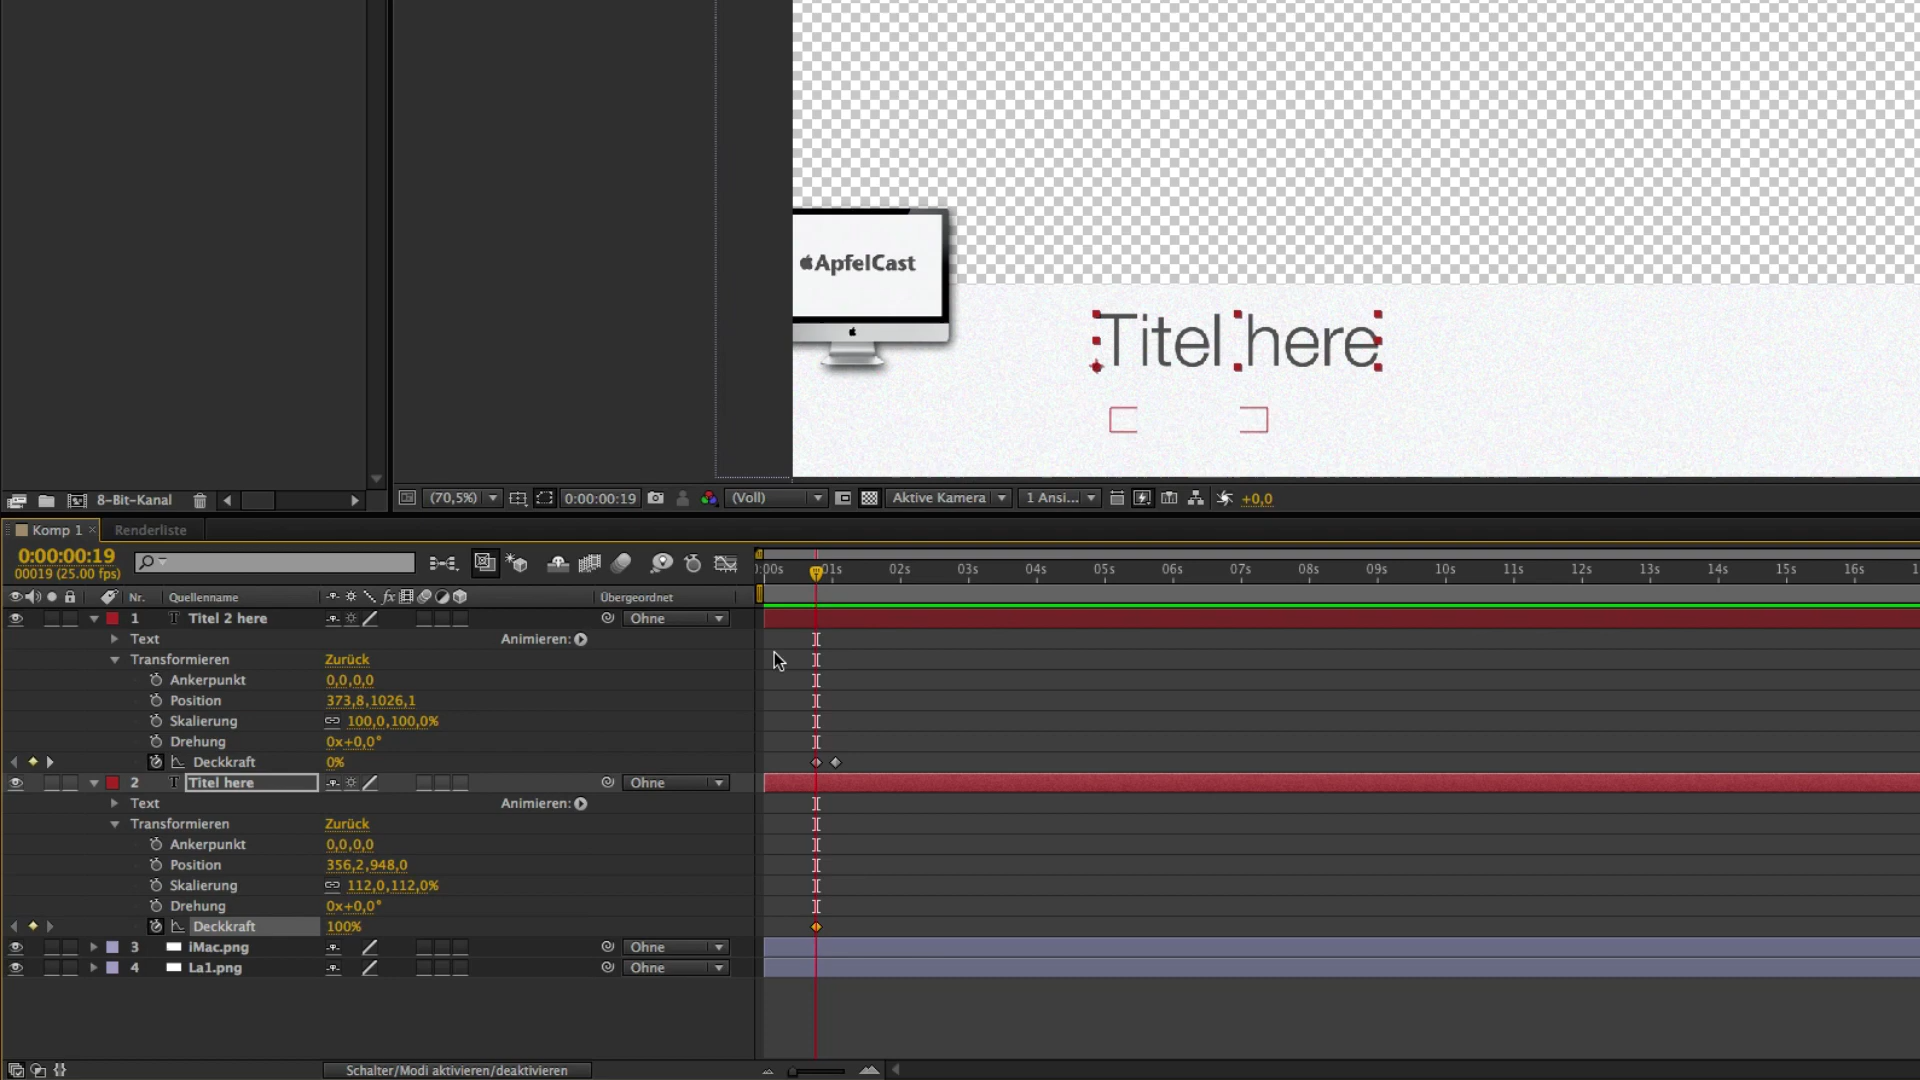 ApfelCast
Titel here
8-Bit-Kanal
(70,5%)
0:00:00:19
(Voll)
Aktive Kamera
1 Ansi...
+0,0
Komp 1
Renderliste
0:00:00:19
00019 (25.00 fps)
:00s 01s 02s 03s 04s 05s 06s 07s 08s 09s 10s 11s 12s 13s 14s 15s 16s 1
Nr. Quellenname fx Übergeordnet
1 T Titel 2 here Ohne
Text Animieren:
Transformieren Zurück
Ankerpunkt 0,0,0,0
Position 373,8,1026,1
Skalierung 100,0,100,0%
Drehung 0x+0,0°
Deckkraft 0%
2 T Titel here Ohne
Text Animieren:
Transformieren Zurück
Ankerpunkt 0,0,0,0
Position 356,2,948,0
Skalierung 112,0,112,0%
Drehung 0x+0,0°
Deckkraft 100%
3 iMac.png Ohne
4 La1.png Ohne
Schalter/Modi aktivieren/deaktivieren